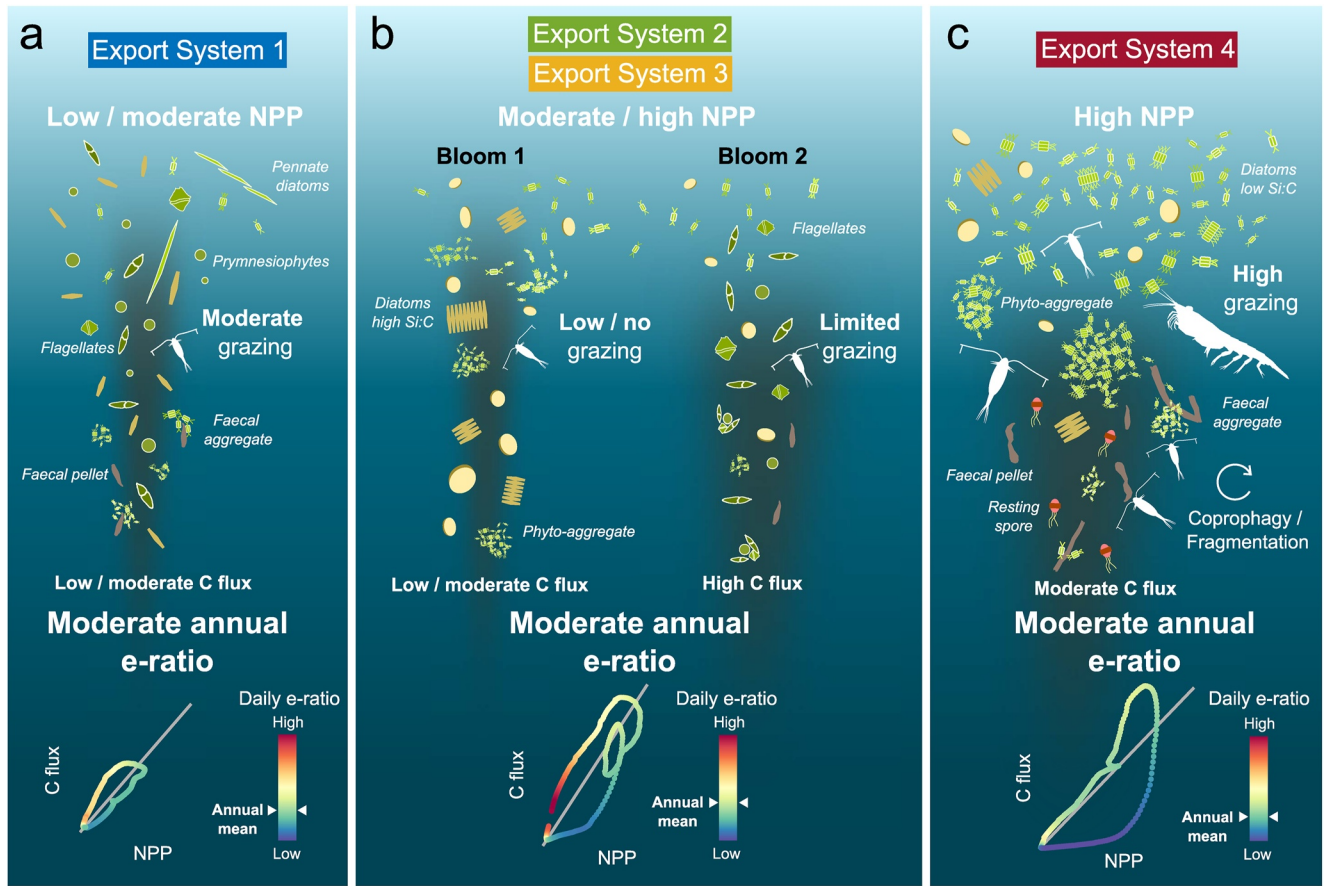 a
Export System 1
Low / moderate NPP
Pennate
diatoms
Prymnesiophytes
Moderate
grazing
Flagellates
Faecal
aggregate
Faecal pellet
Low / moderate C flux
Moderate annual
e-ratio
Daily e-ratio
High
C flux
Annual
mean
Low
NPP
b
Export System 2
Export System 3
Moderate / high NPP
Bloom 1
Bloom 2
Flagellates
Diatoms
high Si:C
Low / no
grazing
Limited
grazing
Phyto-aggregate
Low / moderate C flux
High C flux
Moderate annual
e-ratio
Daily e-ratio
High
C flux
Annual
mean
Low
NPP
c
Export System 4
High NPP
Diatoms
low Si:C
High
grazing
Phyto-aggregate
Faecal
aggregate
Faecal pellet
Resting
spore
Coprophagy /
Fragmentation
Moderate C flux
Moderate annual
e-ratio
Daily e-ratio
High
C flux
Annual
mean
Low
NPP